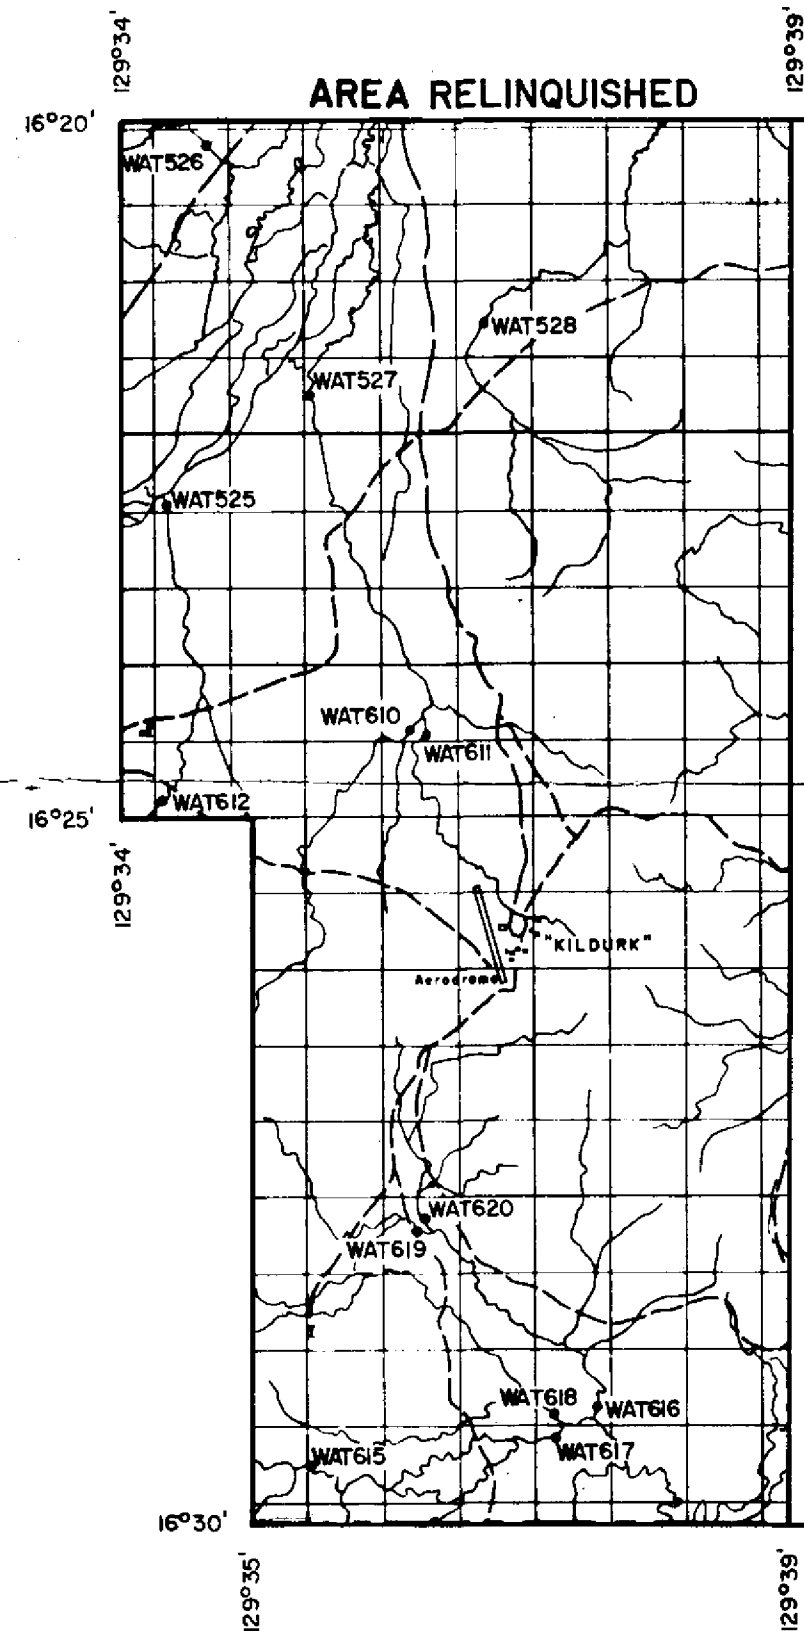 129°34'
129°39'
AREA RELINQUISHED
16°20'
WAT526
WAT528
WAT527
WAT525
WAT610
WAT611
WAT612
16°25'
129°34'
"KILDURK"
Aerodrome
WAT620
WAT619
WAT618
WAT616
WAT617
WAT615
16°30'
129°35'
129°39'